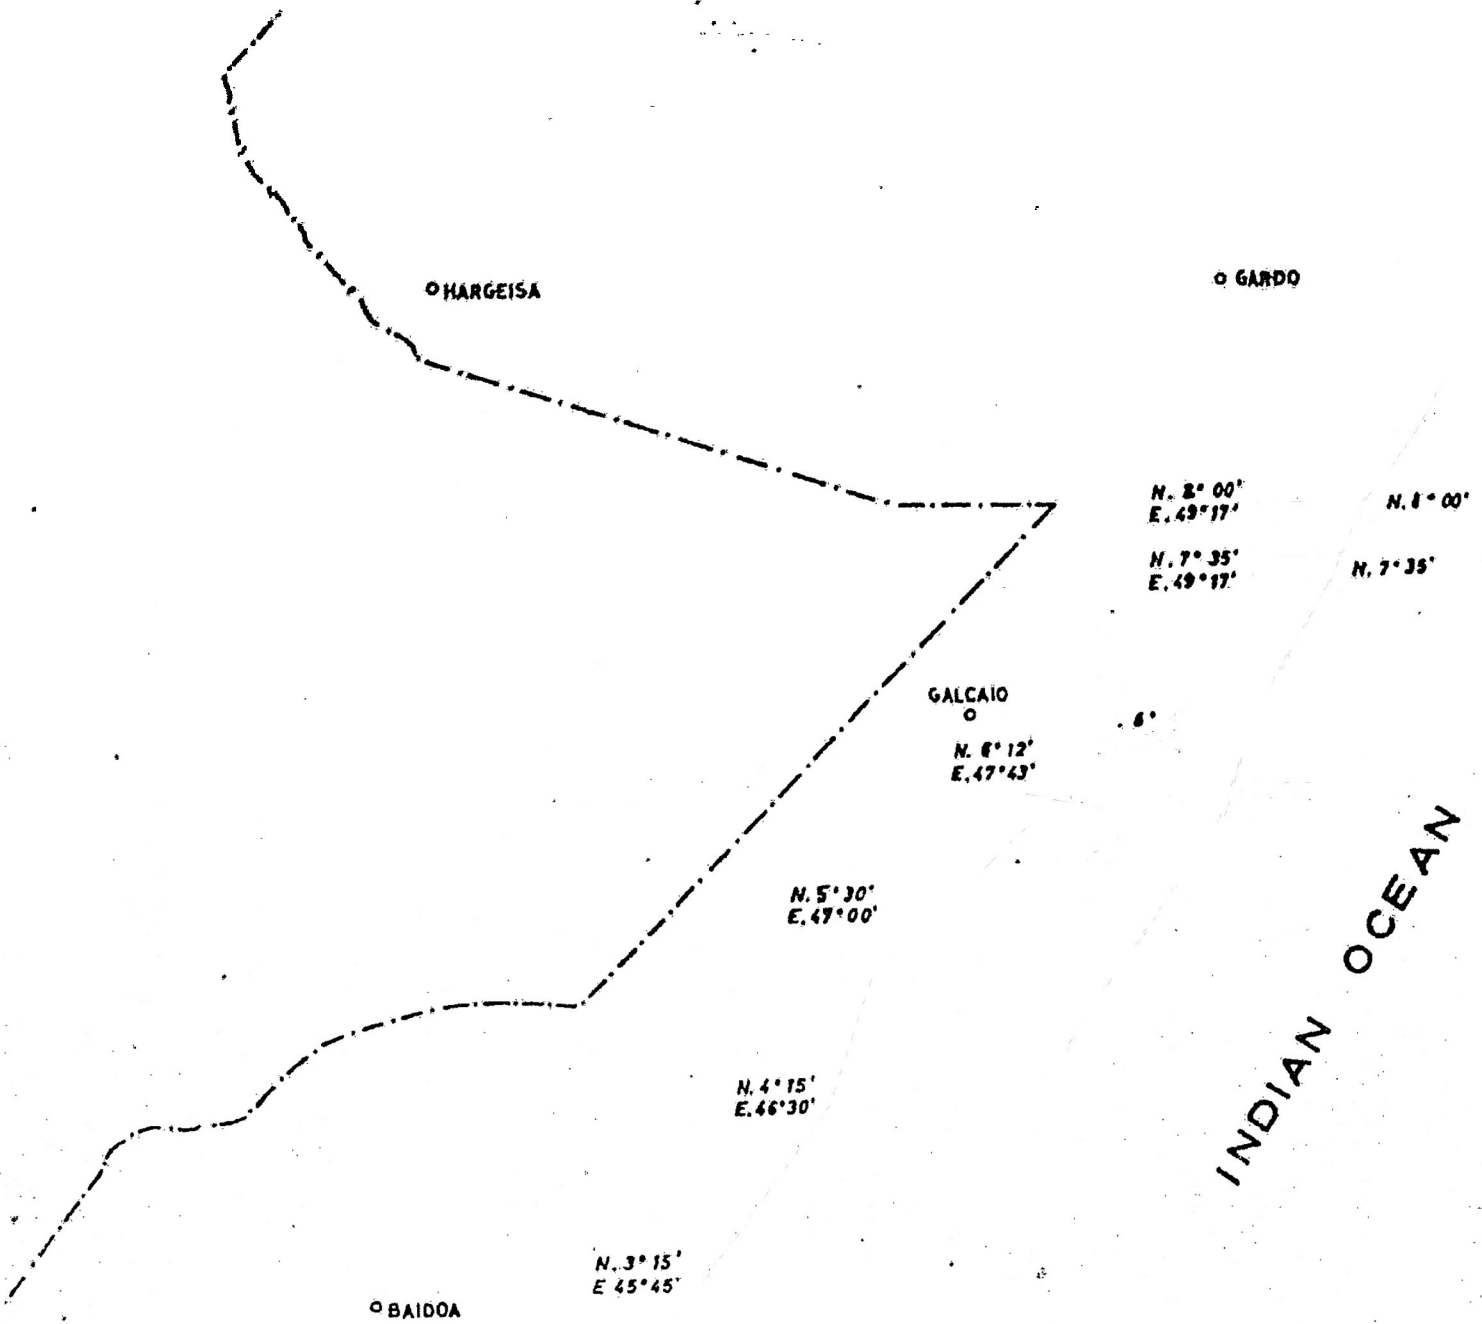 HARGEISA
GARDO
N. 8° 00'
E. 49° 17'
N. 8° 00'
N. 7° 35'
E. 49° 17'
N. 7° 35'
GALCAIO
6°
N. 6° 12'
E. 47° 43'
N. 5° 30'
E. 47° 00'
INDIAN OCEAN
N. 4° 15'
E. 46° 30'
N. 3° 15'
E 45° 45'
BAIDOA